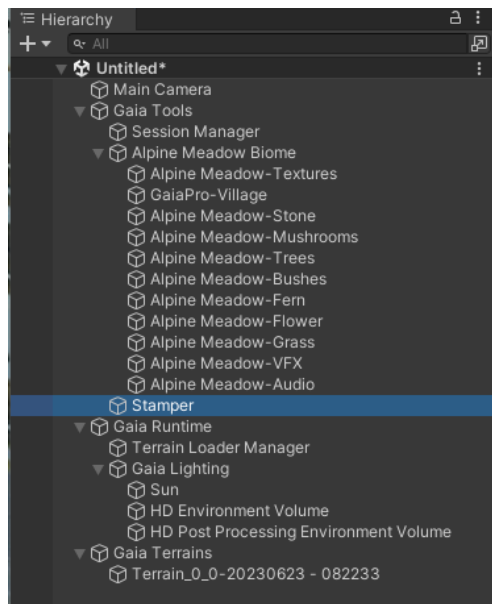 Hierarchy
All
Untitled*
Main Camera
Gaia Tools
Session Manager
Alpine Meadow Biome
Alpine Meadow-Textures
GaiaPro-Village
Alpine Meadow-Stone
Alpine Meadow-Mushrooms
Alpine Meadow-Trees
Alpine Meadow-Bushes
Alpine Meadow-Fern
Alpine Meadow-Flower
Alpine Meadow-Grass
Alpine Meadow-VFX
Alpine Meadow-Audio
Stamper
Gaia Runtime
Terrain Loader Manager
Gaia Lighting
Sun
HD Environment Volume
HD Post Processing Environment Volume
Gaia Terrains
Terrain_0_0-20230623 - 082233